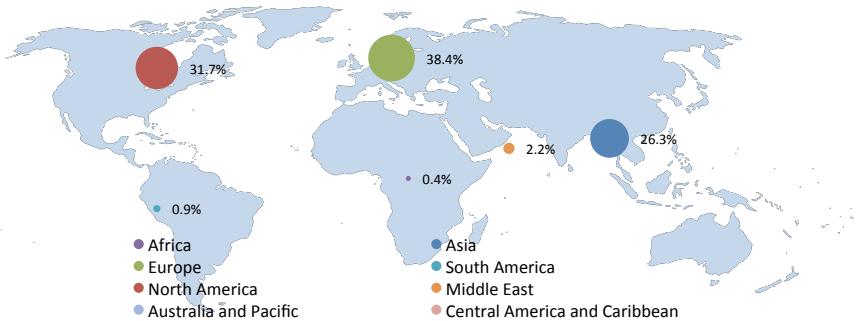 38.4%
31.7%
26.3%
2.2%
0.4%
0.9%
Africa
Asia
Europe
South America
North America
Middle East
Australia and Pacific
Central America and Caribbean